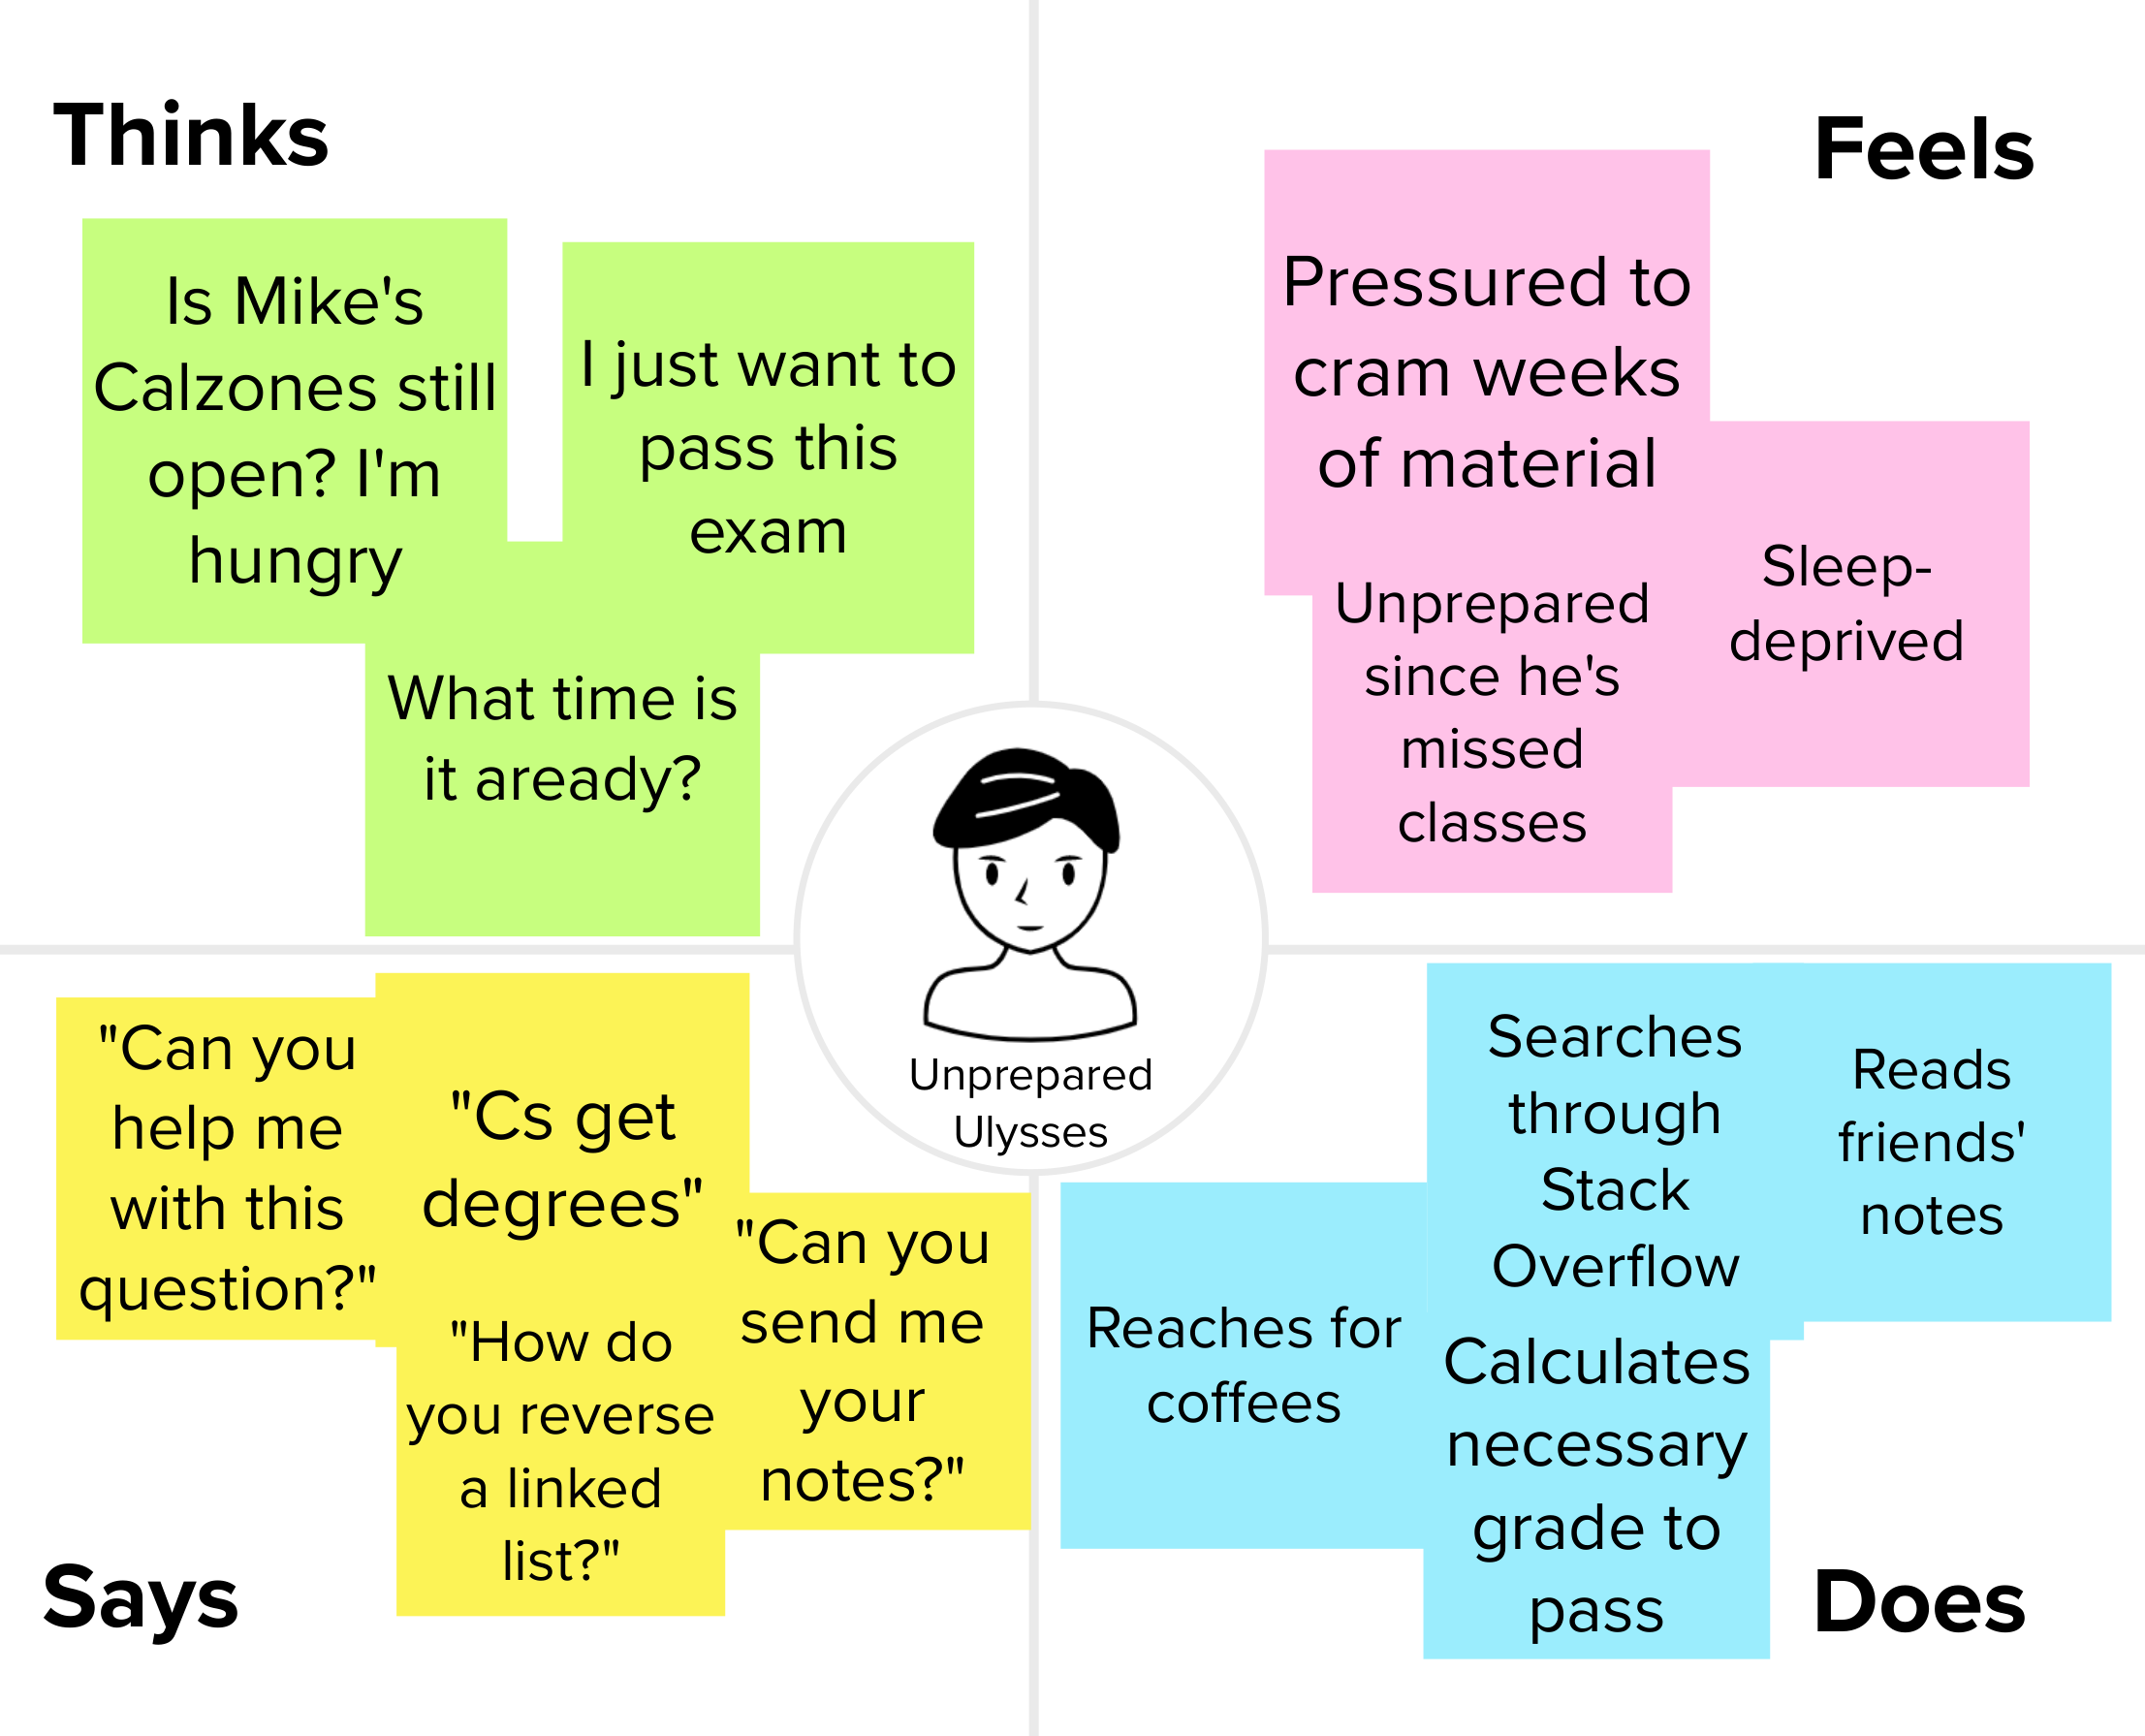 Thinks
Is Mike's
Calzones still
open? I'm
hungry
I just want to
pass this
exam
What time is
it aready?
Feels
Pressured to
cram weeks
of material
Sleep-
deprived
Unprepared
since he's
missed
classes
Unprepared
Ulysses
"Can you
help me
with this
question?"
"Cs get
degrees"
"How do
you reverse
a linked
list?"
"Can you
send me
your
notes?"
Says
Reaches for
coffees
Searches
through
Stack
Overflow
Reads
friends'
notes
Calculates
necessary
grade to
pass
Does